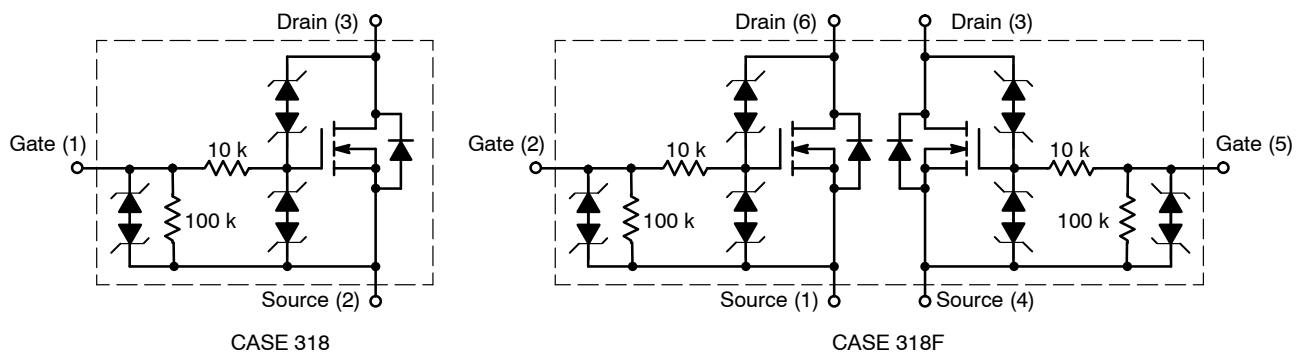 Drain (3)
Gate (1)
10 k
100 k
Source (2)
CASE 318
Drain (6)
Drain (3)
Gate (2)
10 k
10 k
Gate (5)
100 k
100 k
Source (1)
Source (4)
CASE 318F